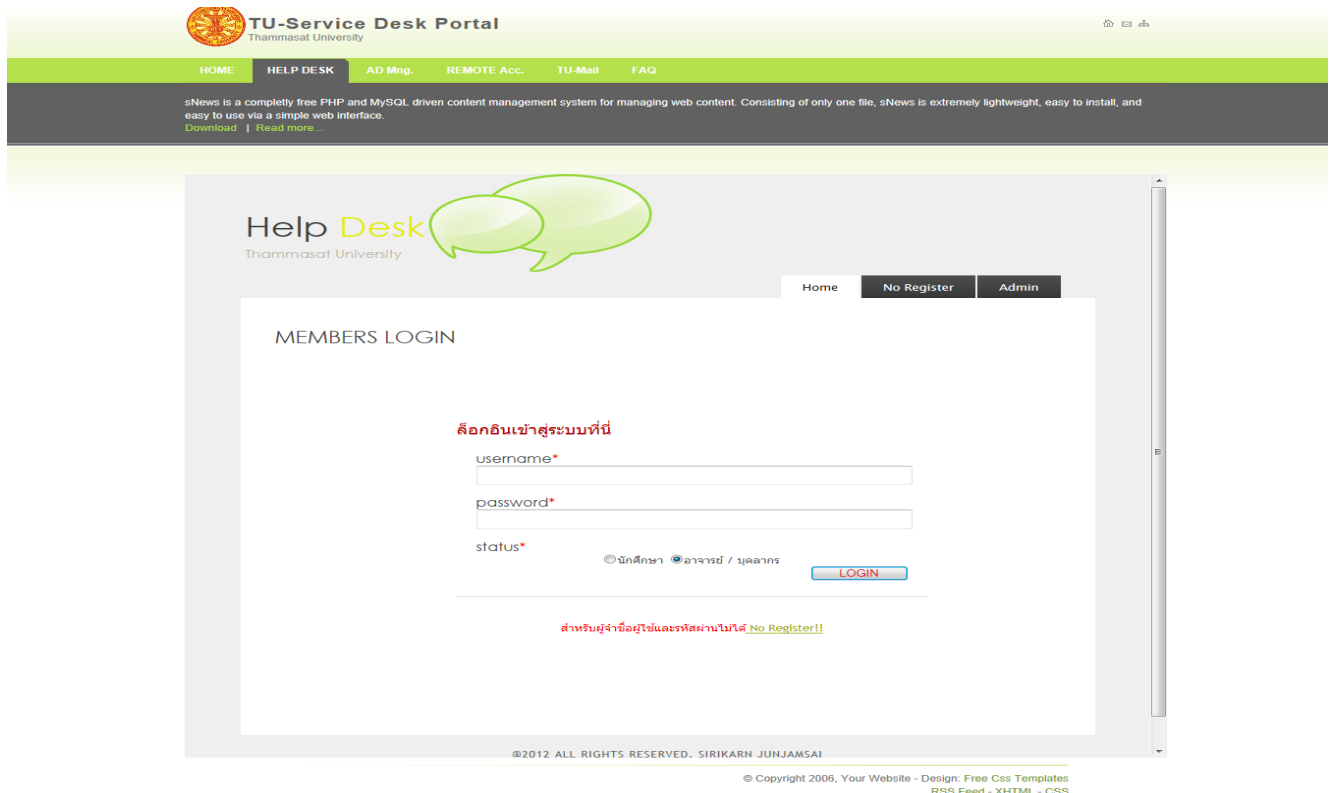 TU-Service Desk Portal
Thammasat University
HOME HELP DESK AD Mng. REMOTE Acc. TU-Mail FAQ
sNews is a completly free PHP and MySQL driven content management system for managing web content. Consisting of only one file, sNews is extremely lightweight, easy to install, and
easy to use via a simple web interface.
Download | Read more...
Help Desk
Thammasat University
Home No Register Admin
MEMBERS LOGIN
ล็อกอินเข้าสู่ระบบที่นี่
username*
password*
status*
นักศึกษา อาจารย์ / บุคลากร
LOGIN
สำหรับผู้จำชื่อผู้ใช้และรหัสผ่านไม่ได้ No Register!!
@2012 ALL RIGHTS RESERVED. SIRIKARN JUNJAMSAI
© Copyright 2006, Your Website - Design: Free Css Templates
RSS Feed - XHTML - CSS